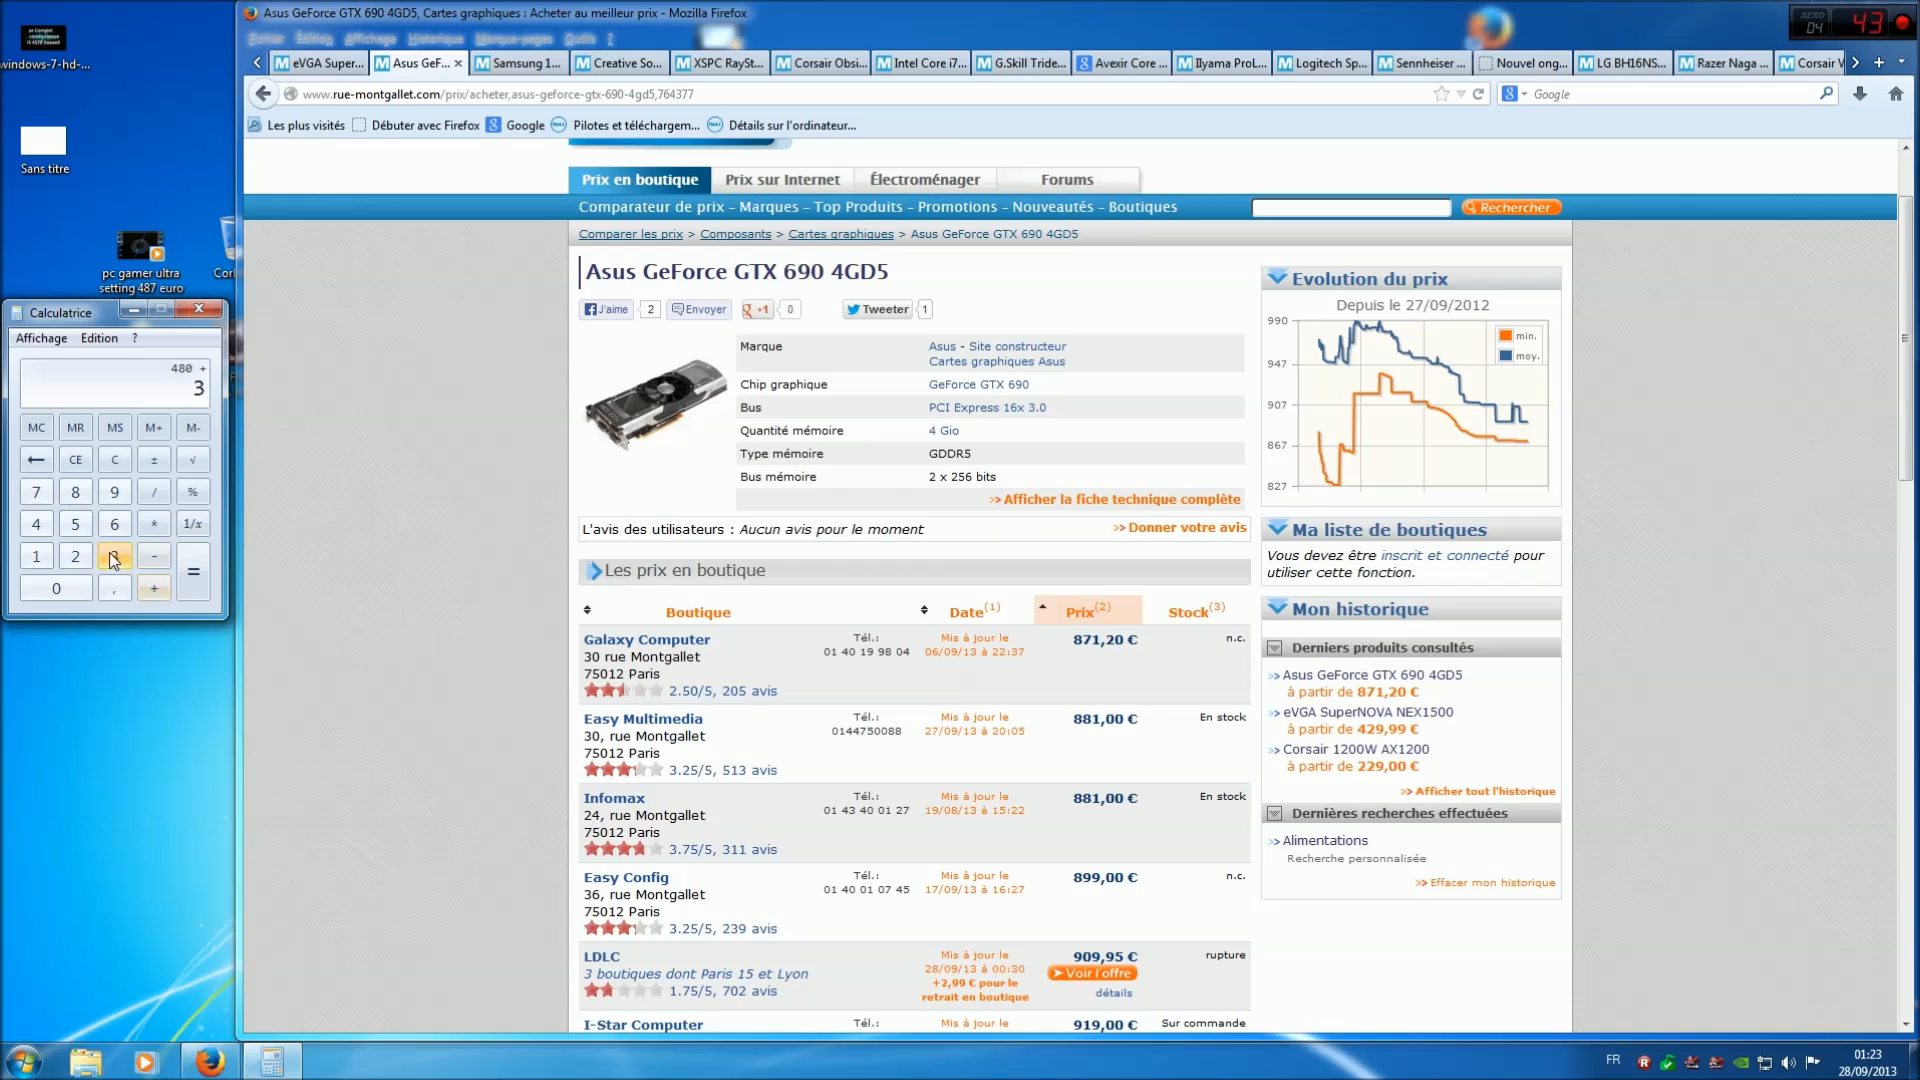 Asus GeForce GTX 690 4GD5, Cartes graphiques : Acheter au meilleur prix - Mozilla Firefox
AERO
04
43
Fichier Édition Affichage Historique Marque-pages Outils ?
eVGA Super...
Asus GeF...
Samsung 1...
Creative So...
XSPC RaySt...
Corsair Obsi...
Intel Core i7...
G.Skill Tride...
Avexir Core ...
Iiyama ProL...
Logitech Sp...
Sennheiser ...
Nouvel ong...
LG BH16NS...
Razer Naga ...
Corsair V
www.rue-montgallet.com/prix/acheter,asus-geforce-gtx-690-4gd5,764377
Google
Les plus visités
Débuter avec Firefox
Google
Pilotes et téléchargem...
Détails sur l'ordinateur...
windows-7-hd-...
Sans titre
pc gamer ultra
setting 487 euro
Calculatrice
Affichage Edition ?
480 +
3
MC MR MS M+ M-
← CE C ± √
7 8 9 / %
4 5 6 * 1/x
1 2 3 - =
0 , +
Prix en boutique
Prix sur Internet
Électroménager
Forums
Comparateur de prix – Marques – Top Produits – Promotions – Nouveautés – Boutiques
Rechercher
Comparer les prix > Composants > Cartes graphiques > Asus GeForce GTX 690 4GD5
Asus GeForce GTX 690 4GD5
J'aime 2
Envoyer
+1 0
Tweeter 1
Marque Asus - Site constructeur
Cartes graphiques Asus
Chip graphique GeForce GTX 690
Bus PCI Express 16x 3.0
Quantité mémoire 4 Gio
Type mémoire GDDR5
Bus mémoire 2 x 256 bits
>> Afficher la fiche technique complète
L'avis des utilisateurs : Aucun avis pour le moment
>> Donner votre avis
Les prix en boutique
Boutique Date(1) Prix(2) Stock(3)
Galaxy Computer
30 rue Montgallet
75012 Paris
2.50/5, 205 avis
Tél.:
01 40 19 98 04
Mis à jour le
06/09/13 à 22:37
871,20 €
n.c.
Easy Multimedia
30, rue Montgallet
75012 Paris
3.25/5, 513 avis
Tél.:
0144750088
Mis à jour le
27/09/13 à 20:05
881,00 €
En stock
Infomax
24, rue Montgallet
75012 Paris
3.75/5, 311 avis
Tél.:
01 43 40 01 27
Mis à jour le
19/08/13 à 15:22
881,00 €
En stock
Easy Config
36, rue Montgallet
75012 Paris
3.25/5, 239 avis
Tél.:
01 40 01 07 45
Mis à jour le
17/09/13 à 16:27
899,00 €
n.c.
LDLC
3 boutiques dont Paris 15 et Lyon
1.75/5, 702 avis
Mis à jour le
28/09/13 à 00:30
+2,99 € pour le
retrait en boutique
909,95 €
Voir l'offre
détails
rupture
I-Star Computer
Tél.:
Mis à jour le
919,00 €
Sur commande
Evolution du prix
Depuis le 27/09/2012
990
947
907
867
827
min.
moy.
Ma liste de boutiques
Vous devez être inscrit et connecté pour
utiliser cette fonction.
Mon historique
Derniers produits consultés
>> Asus GeForce GTX 690 4GD5
à partir de 871,20 €
>> eVGA SuperNOVA NEX1500
à partir de 429,99 €
>> Corsair 1200W AX1200
à partir de 229,00 €
>> Afficher tout l'historique
Dernières recherches effectuées
>> Alimentations
Recherche personnalisée
>> Effacer mon historique
FR
01:23
28/09/2013